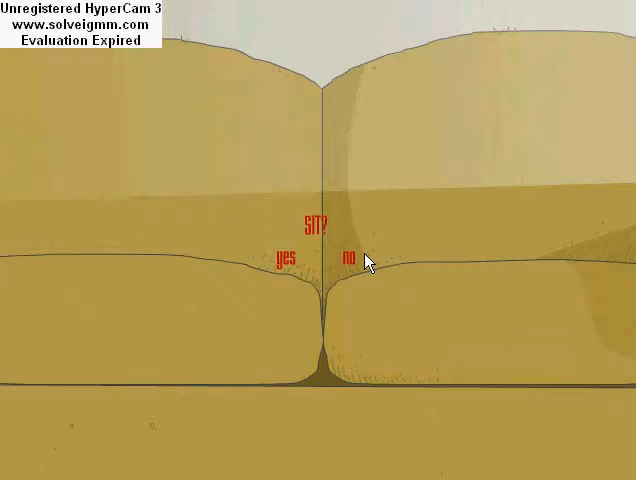 Unregistered HyperCam 3
www.solveigmm.com
Evaluation Expired
SIT?
yes no